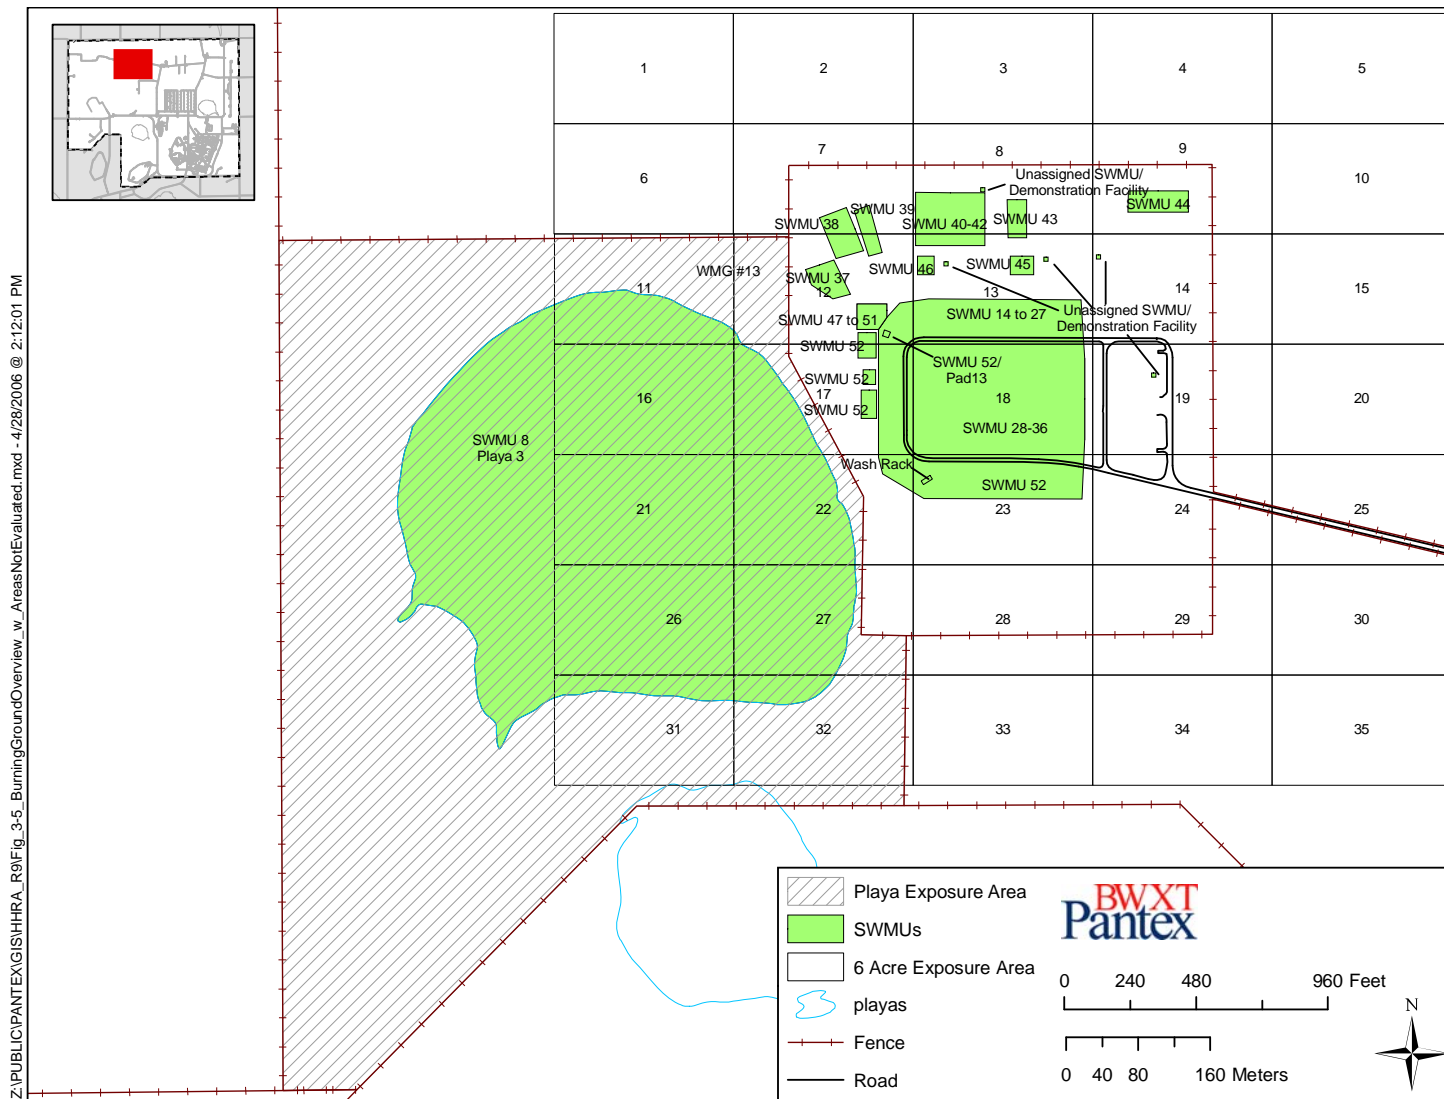 Z:\PUBLIC\PANTEX\GIS\HHRA_R9\Fig_3-5_BurningGroundOverview_w_AreasNotEvaluated.mxd - 4/28/2006 @ 2:12:01 PM
1
2
3
4
5
7
8
9
6
10
Unassigned SWMU/
Demonstration Facility
SWMU 44
SWMU 39
SWMU 38
SWMU 40-42
SWMU 43
WMG #13
SWMU 37
SWMU 46
SWMU 45
11
12
13
14
15
SWMU 47 to 51
SWMU 14 to 27
Unassigned SWMU/
Demonstration Facility
SWMU 52
SWMU 52/
Pad13
SWMU 52
16
17
18
19
20
SWMU 52
SWMU 28-36
SWMU 8
Playa 3
Wash Rack
SWMU 52
21
22
23
24
25
26
27
28
29
30
31
32
33
34
35
Playa Exposure Area
SWMUs
6 Acre Exposure Area
playas
Fence
Road
BWXT
Pantex
0 240 480 960 Feet
0 40 80 160 Meters
N